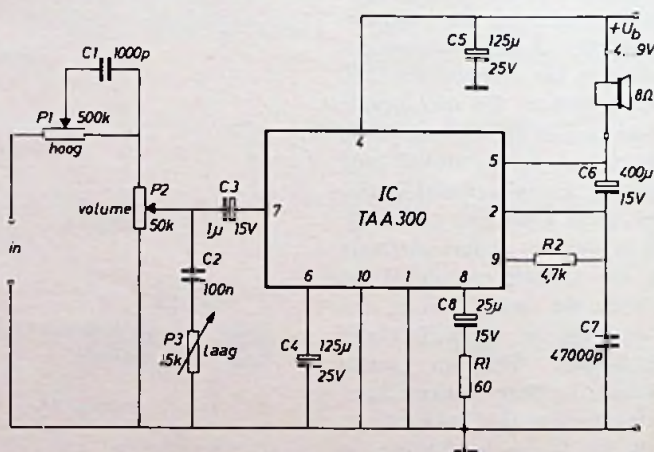 C1
1000p
P1
500k
hoog
P2
volume
50k
in
C3
1µ
15V
7
C2
100n
P3
5k
laag
C4
125µ
25V
C5
125µ
25V
4
IC
TAA300
5
2
9
6
10
1
8
C8
25µ
15V
R1
60
R2
4,7k
C6
400µ
15V
C7
47000p
+Ub
4...9V
8Ω